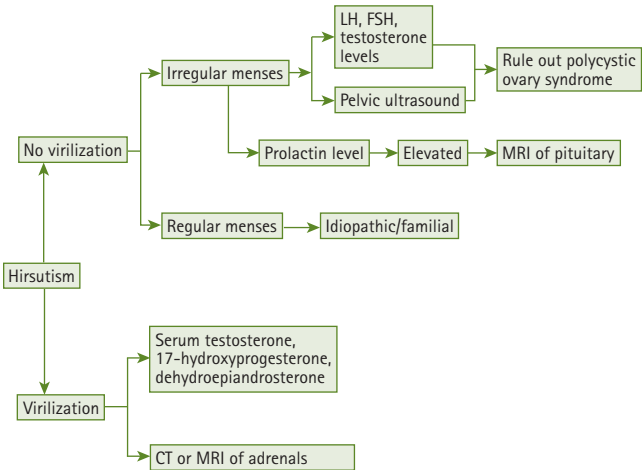 LH, FSH,
testosterone
levels
Irregular menses
Rule out polycystic
ovary syndrome
Pelvic ultrasound
No virilization
Prolactin level
Elevated
MRI of pituitary
Regular menses
Idiopathic/familial
Hirsutism
Serum testosterone,
17-hydroxyprogesterone,
dehydroepiandrosterone
Virilization
CT or MRI of adrenals